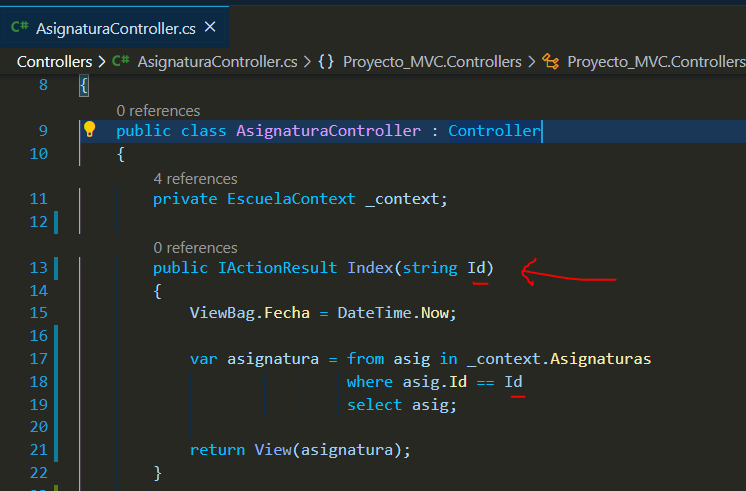 C# AsignaturaController.cs ×
Controllers > C# AsignaturaController.cs > {} Proyecto_MVC.Controllers > Proyecto_MVC.Controllers
8 {
0 references
9 public class AsignaturaController : Controller
10 {
4 references
11 private EscuelaContext _context;
12
0 references
13 public IActionResult Index(string Id)
14 {
15 ViewBag.Fecha = DateTime.Now;
16
17 var asignatura = from asig in _context.Asignaturas
18 where asig.Id == Id
19 select asig;
20
21 return View(asignatura);
22 }